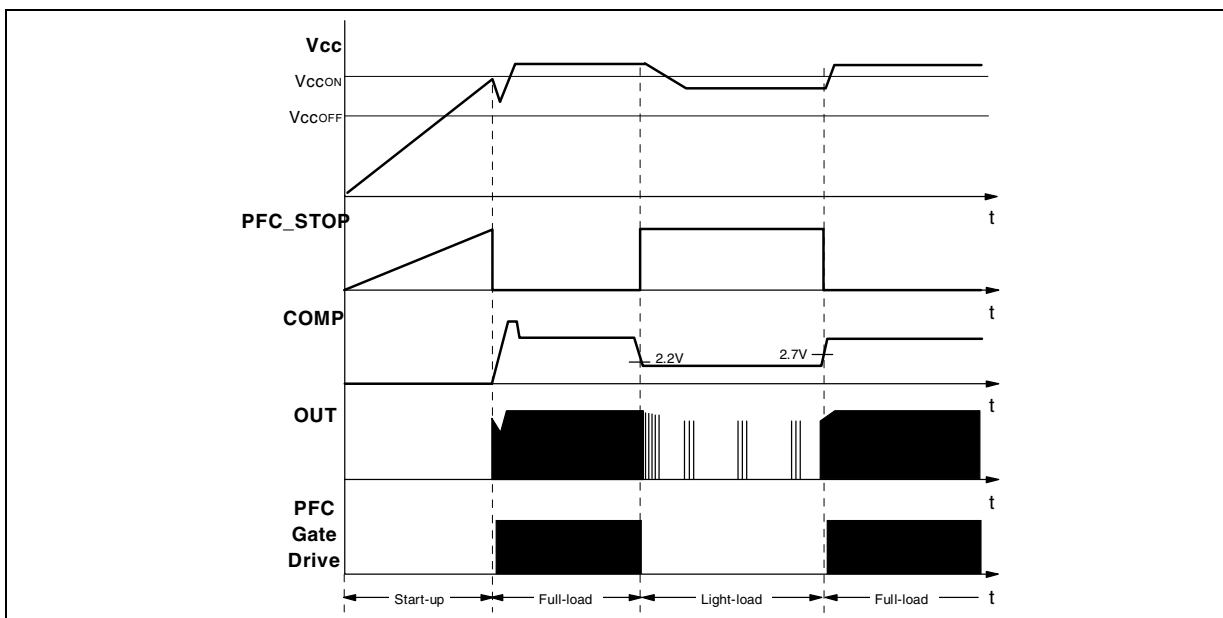 Vcc
VccON
VccOFF
t
PFC_STOP
t
COMP
2.2V
2.7V
t
OUT
t
PFC
Gate
Drive
t
Start-up
Full-load
Light-load
Full-load